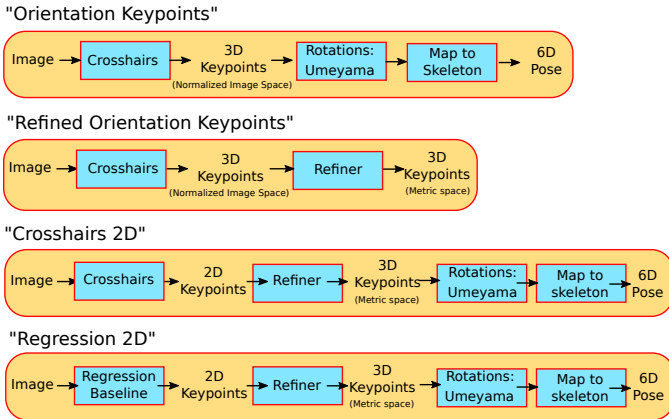 "Orientation Keypoints"
Image
Crosshairs
3D
Keypoints
(Normalized Image Space)
Rotations:
Umeyama
Map to
Skeleton
6D
Pose
"Refined Orientation Keypoints"
Image
Crosshairs
3D
Keypoints
(Normalized Image Space)
Refiner
3D
Keypoints
(Metric space)
"Crosshairs 2D"
Image
Crosshairs
2D
Keypoints
Refiner
3D
Keypoints
(Metric space)
Rotations:
Umeyama
Map to
skeleton
6D
Pose
"Regression 2D"
Image
Regression
Baseline
2D
Keypoints
Refiner
3D
Keypoints
(Metric space)
Rotations:
Umeyama
Map to
skeleton
6D
Pose